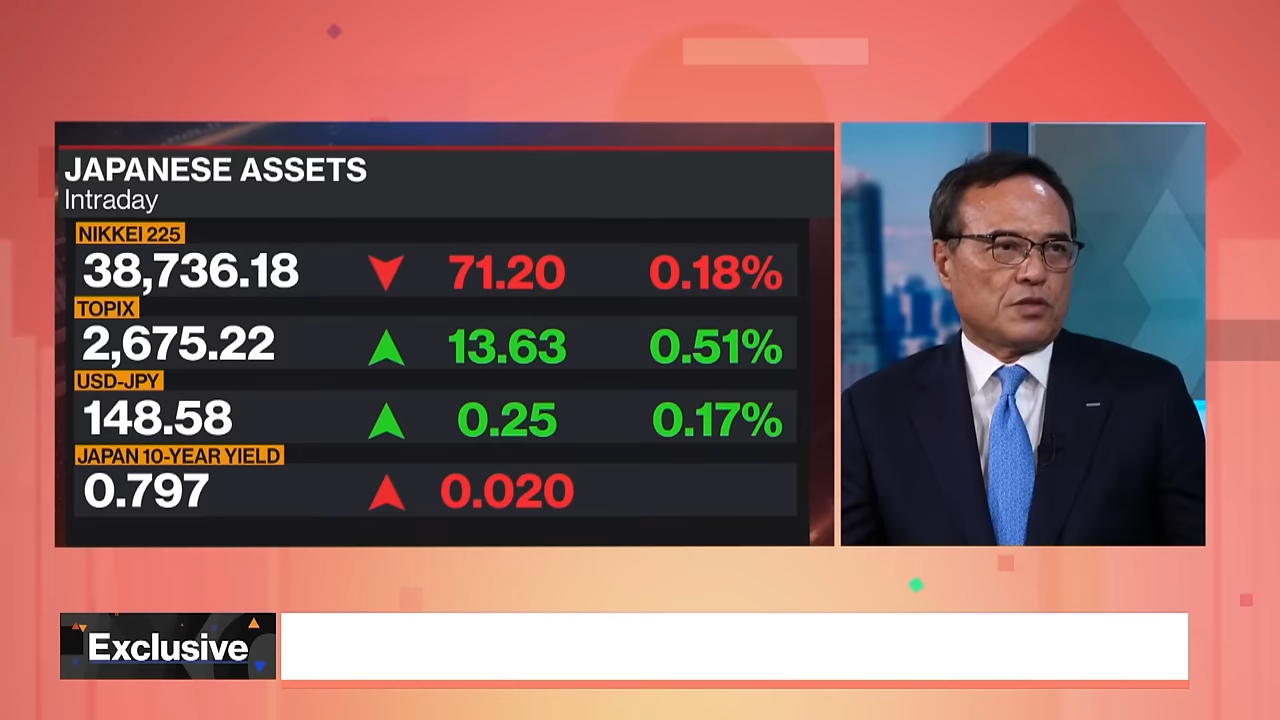 JAPANESE ASSETS
Intraday
NIKKEI 225
38,736.18 71.20 0.18%
TOPIX
2,675.22 13.63 0.51%
USD-JPY
148.58 0.25 0.17%
JAPAN 10-YEAR YIELD
0.797 0.020
Exclusive